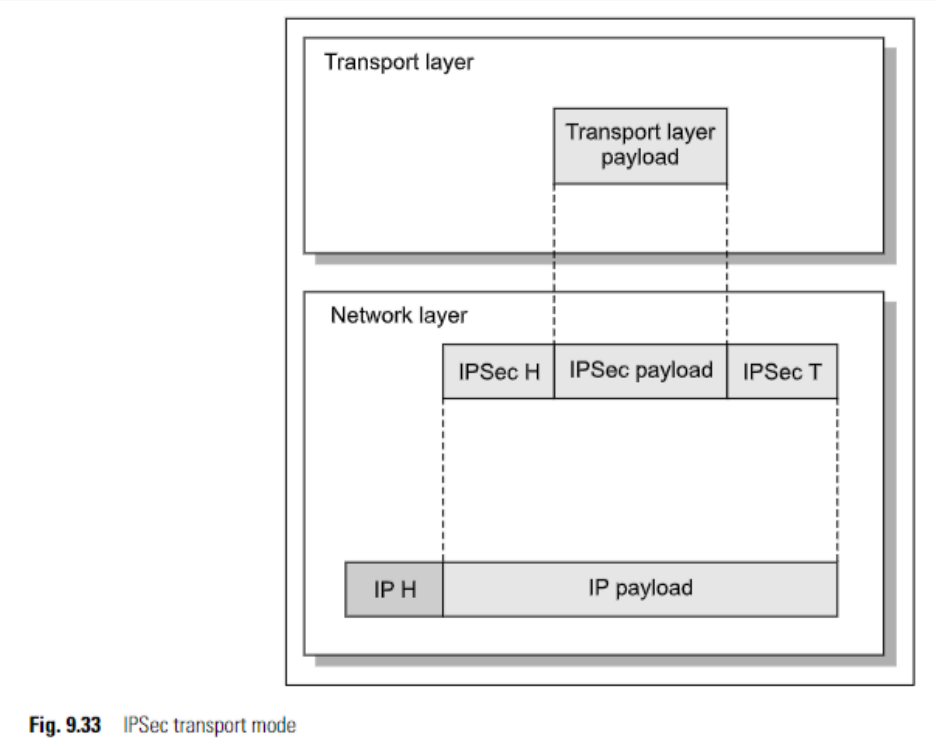 Transport layer
Transport layer
payload
Network layer
IPSec H
IPSec payload
IPSec T
IP H
IP payload
Fig. 9.33 IPSec transport mode